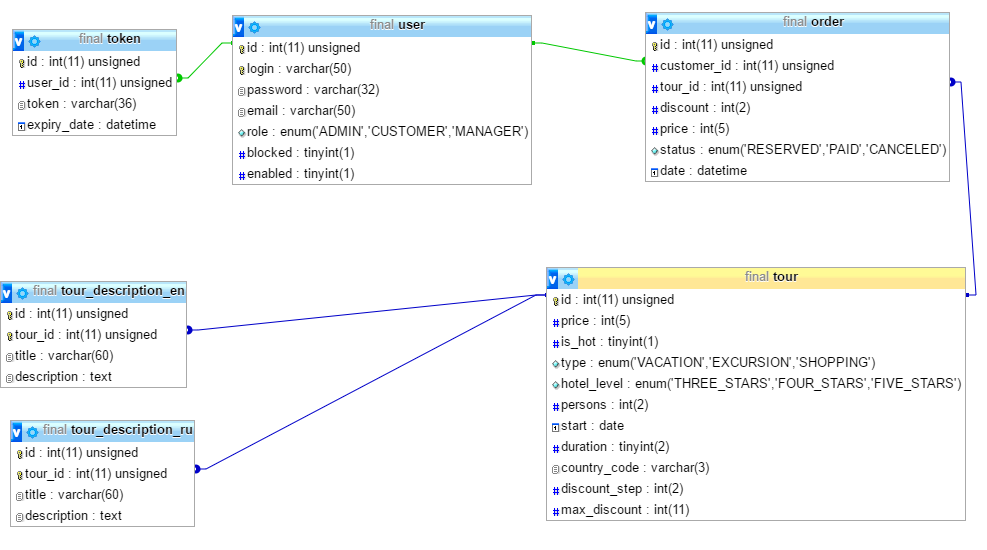 final token
id : int(11) unsigned
user_id : int(11) unsigned
token : varchar(36)
expiry_date : datetime
final user
id : int(11) unsigned
login : varchar(50)
password : varchar(32)
email : varchar(50)
role : enum('ADMIN','CUSTOMER','MANAGER')
blocked : tinyint(1)
enabled : tinyint(1)
final order
id : int(11) unsigned
customer_id : int(11) unsigned
tour_id : int(11) unsigned
discount : int(2)
price : int(5)
status : enum('RESERVED','PAID','CANCELED')
date : datetime
final tour_description_en
id : int(11) unsigned
tour_id : int(11) unsigned
title : varchar(60)
description : text
final tour_description_ru
id : int(11) unsigned
tour_id : int(11) unsigned
title : varchar(60)
description : text
final tour
id : int(11) unsigned
price : int(5)
is_hot : tinyint(1)
type : enum('VACATION','EXCURSION','SHOPPING')
hotel_level : enum('THREE_STARS','FOUR_STARS','FIVE_STARS')
persons : int(2)
start : date
duration : tinyint(2)
country_code : varchar(3)
discount_step : int(2)
max_discount : int(11)